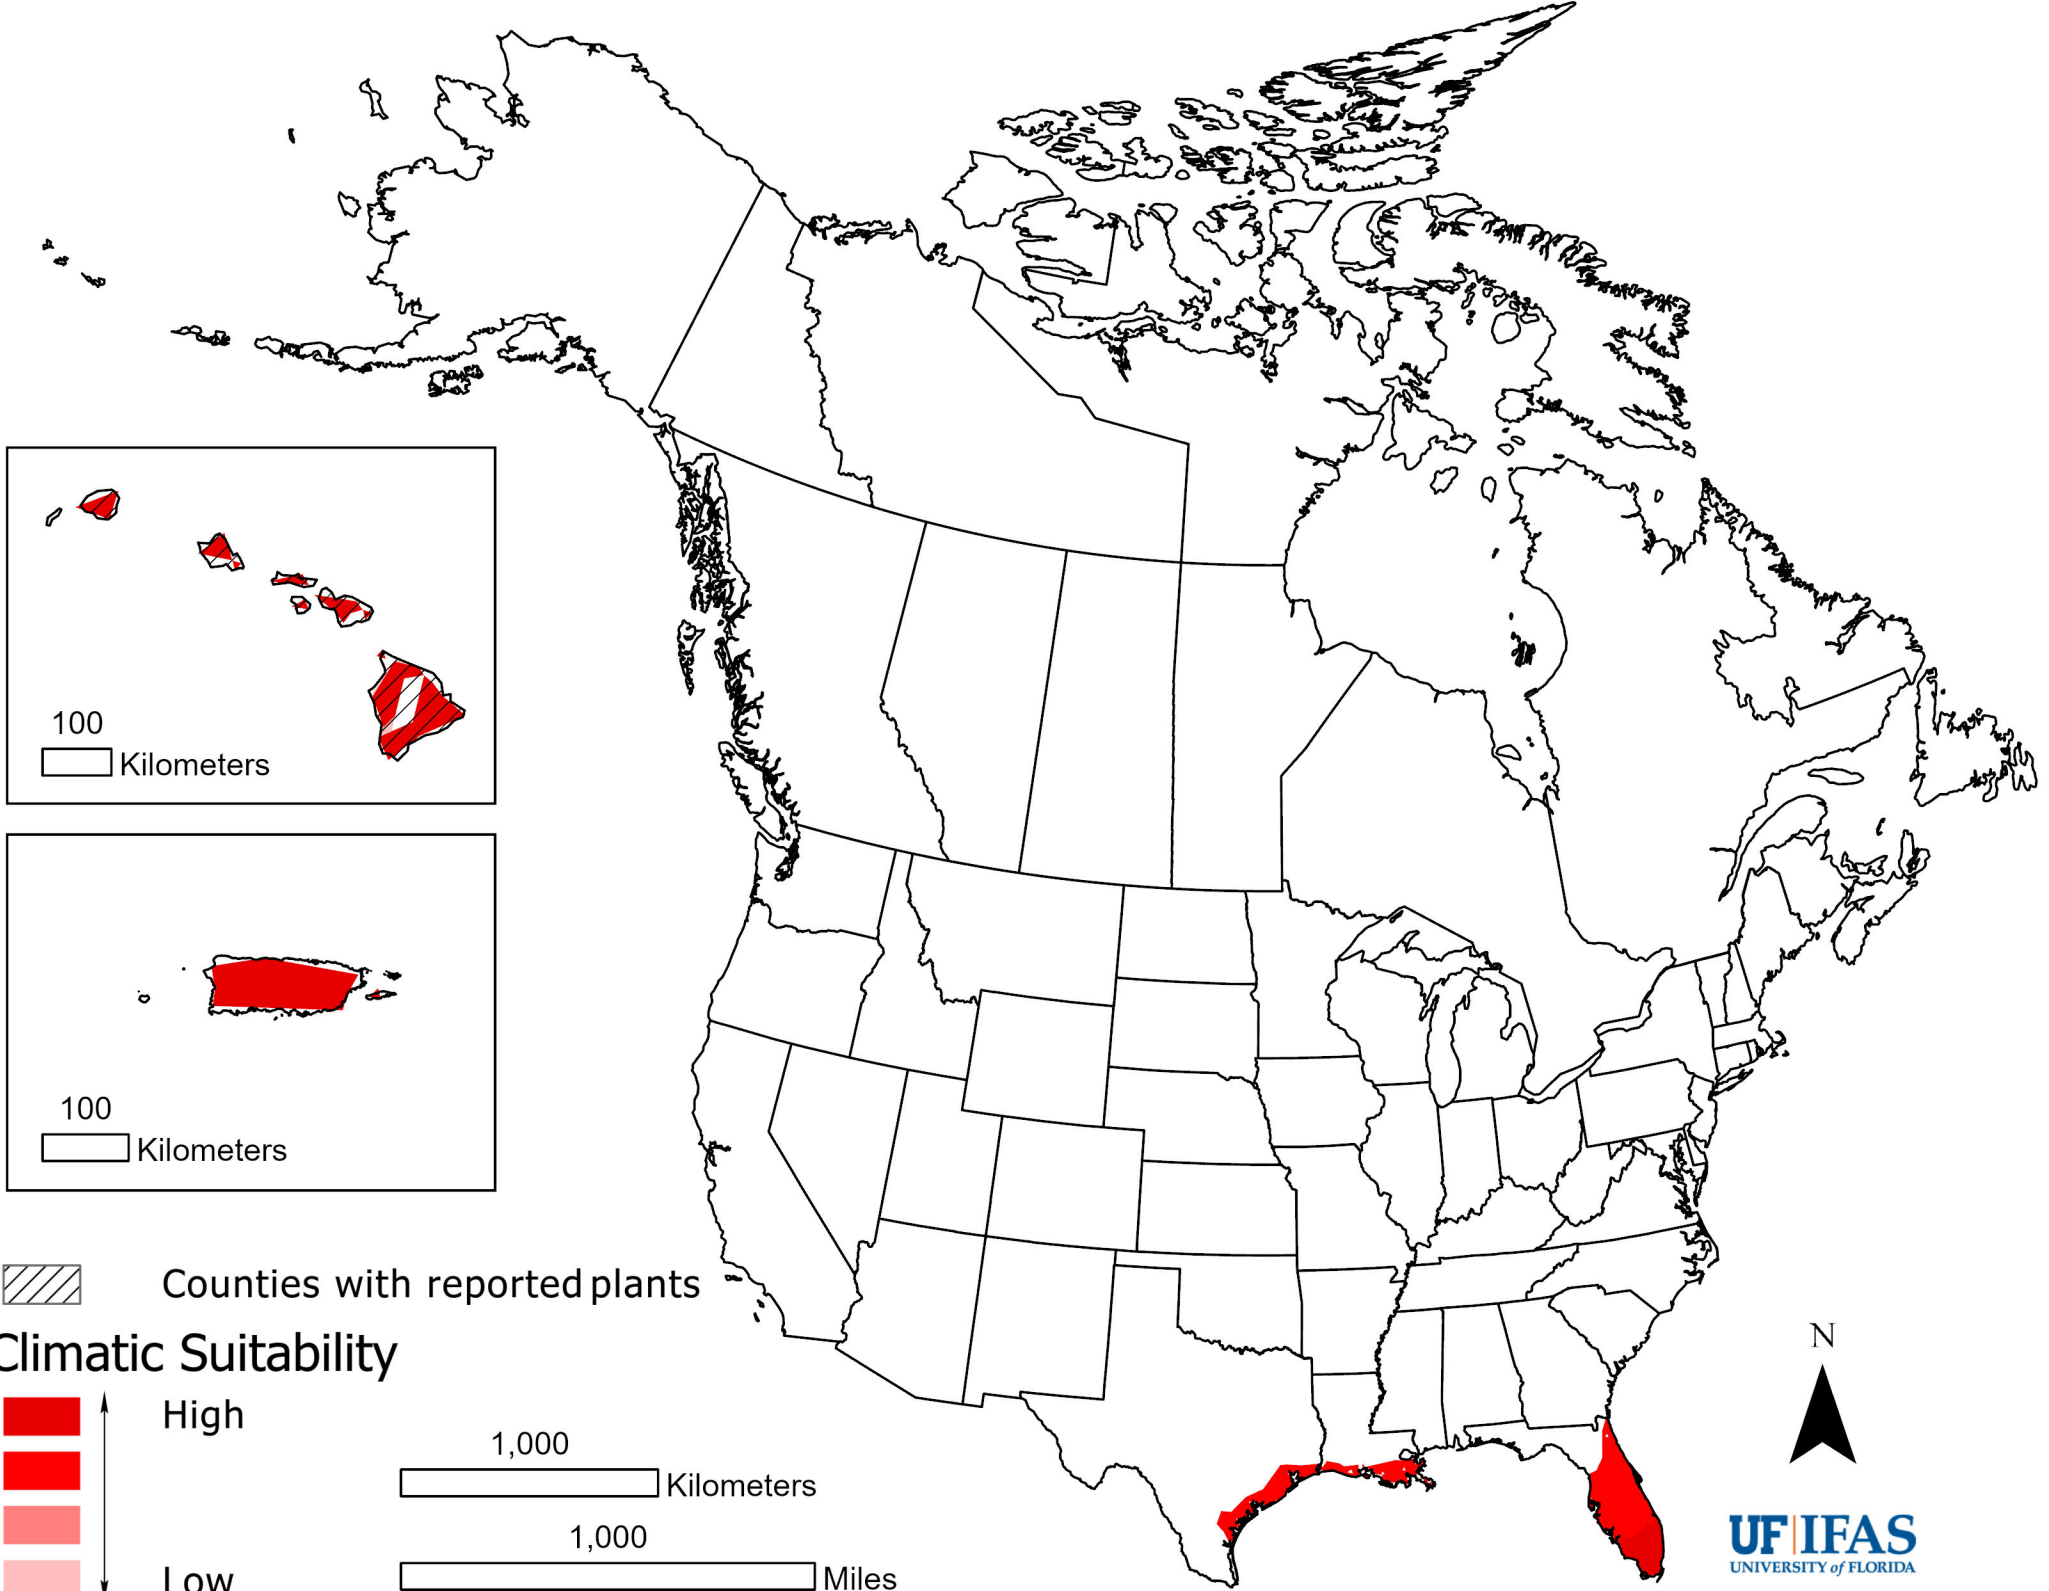 100
Kilometers
100
Kilometers
Counties with reported plants
Climatic Suitability
High
Low
1,000
Kilometers
1,000
Miles
N
UF|IFAS
UNIVERSITY of FLORIDA